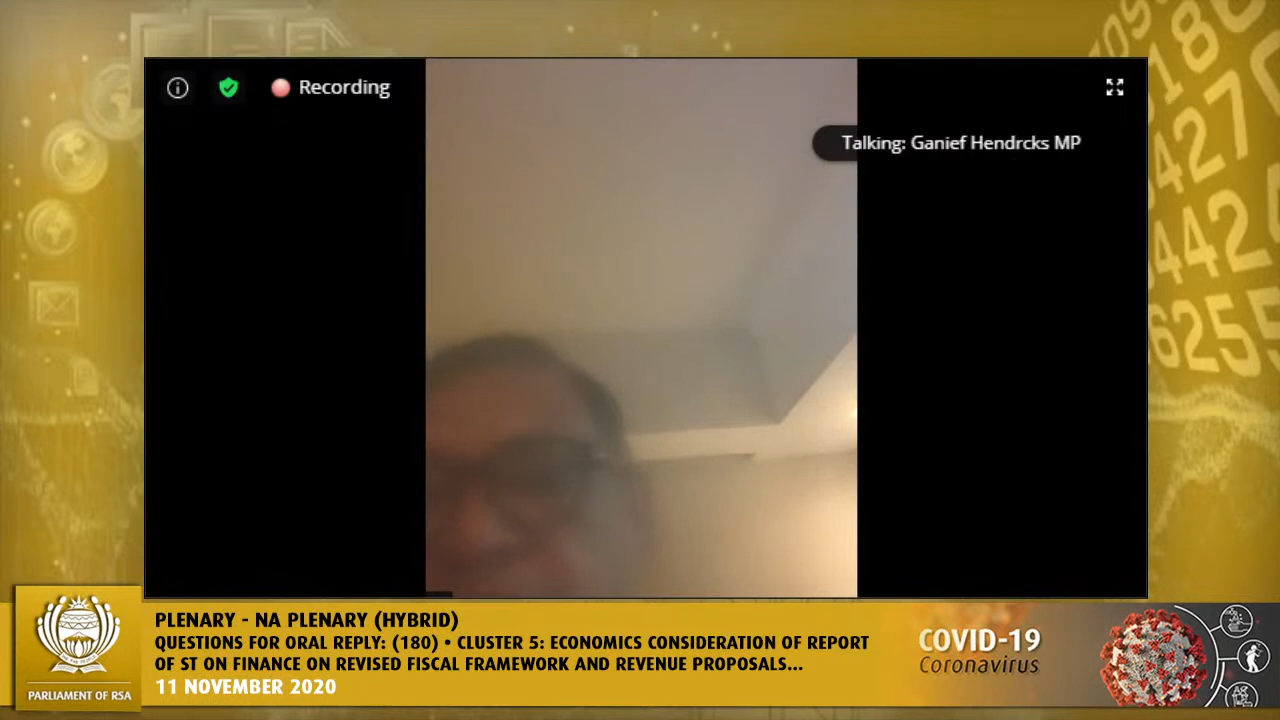 Recording
Talking: Ganief Hendrcks MP
PLENARY - NA PLENARY (HYBRID)
QUESTIONS FOR ORAL REPLY: (180) • CLUSTER 5: ECONOMICS CONSIDERATION OF REPORT
OF ST ON FINANCE ON REVISED FISCAL FRAMEWORK AND REVENUE PROPOSALS...
11 NOVEMBER 2020
PARLIAMENT OF RSA
COVID-19
Coronavirus
6255